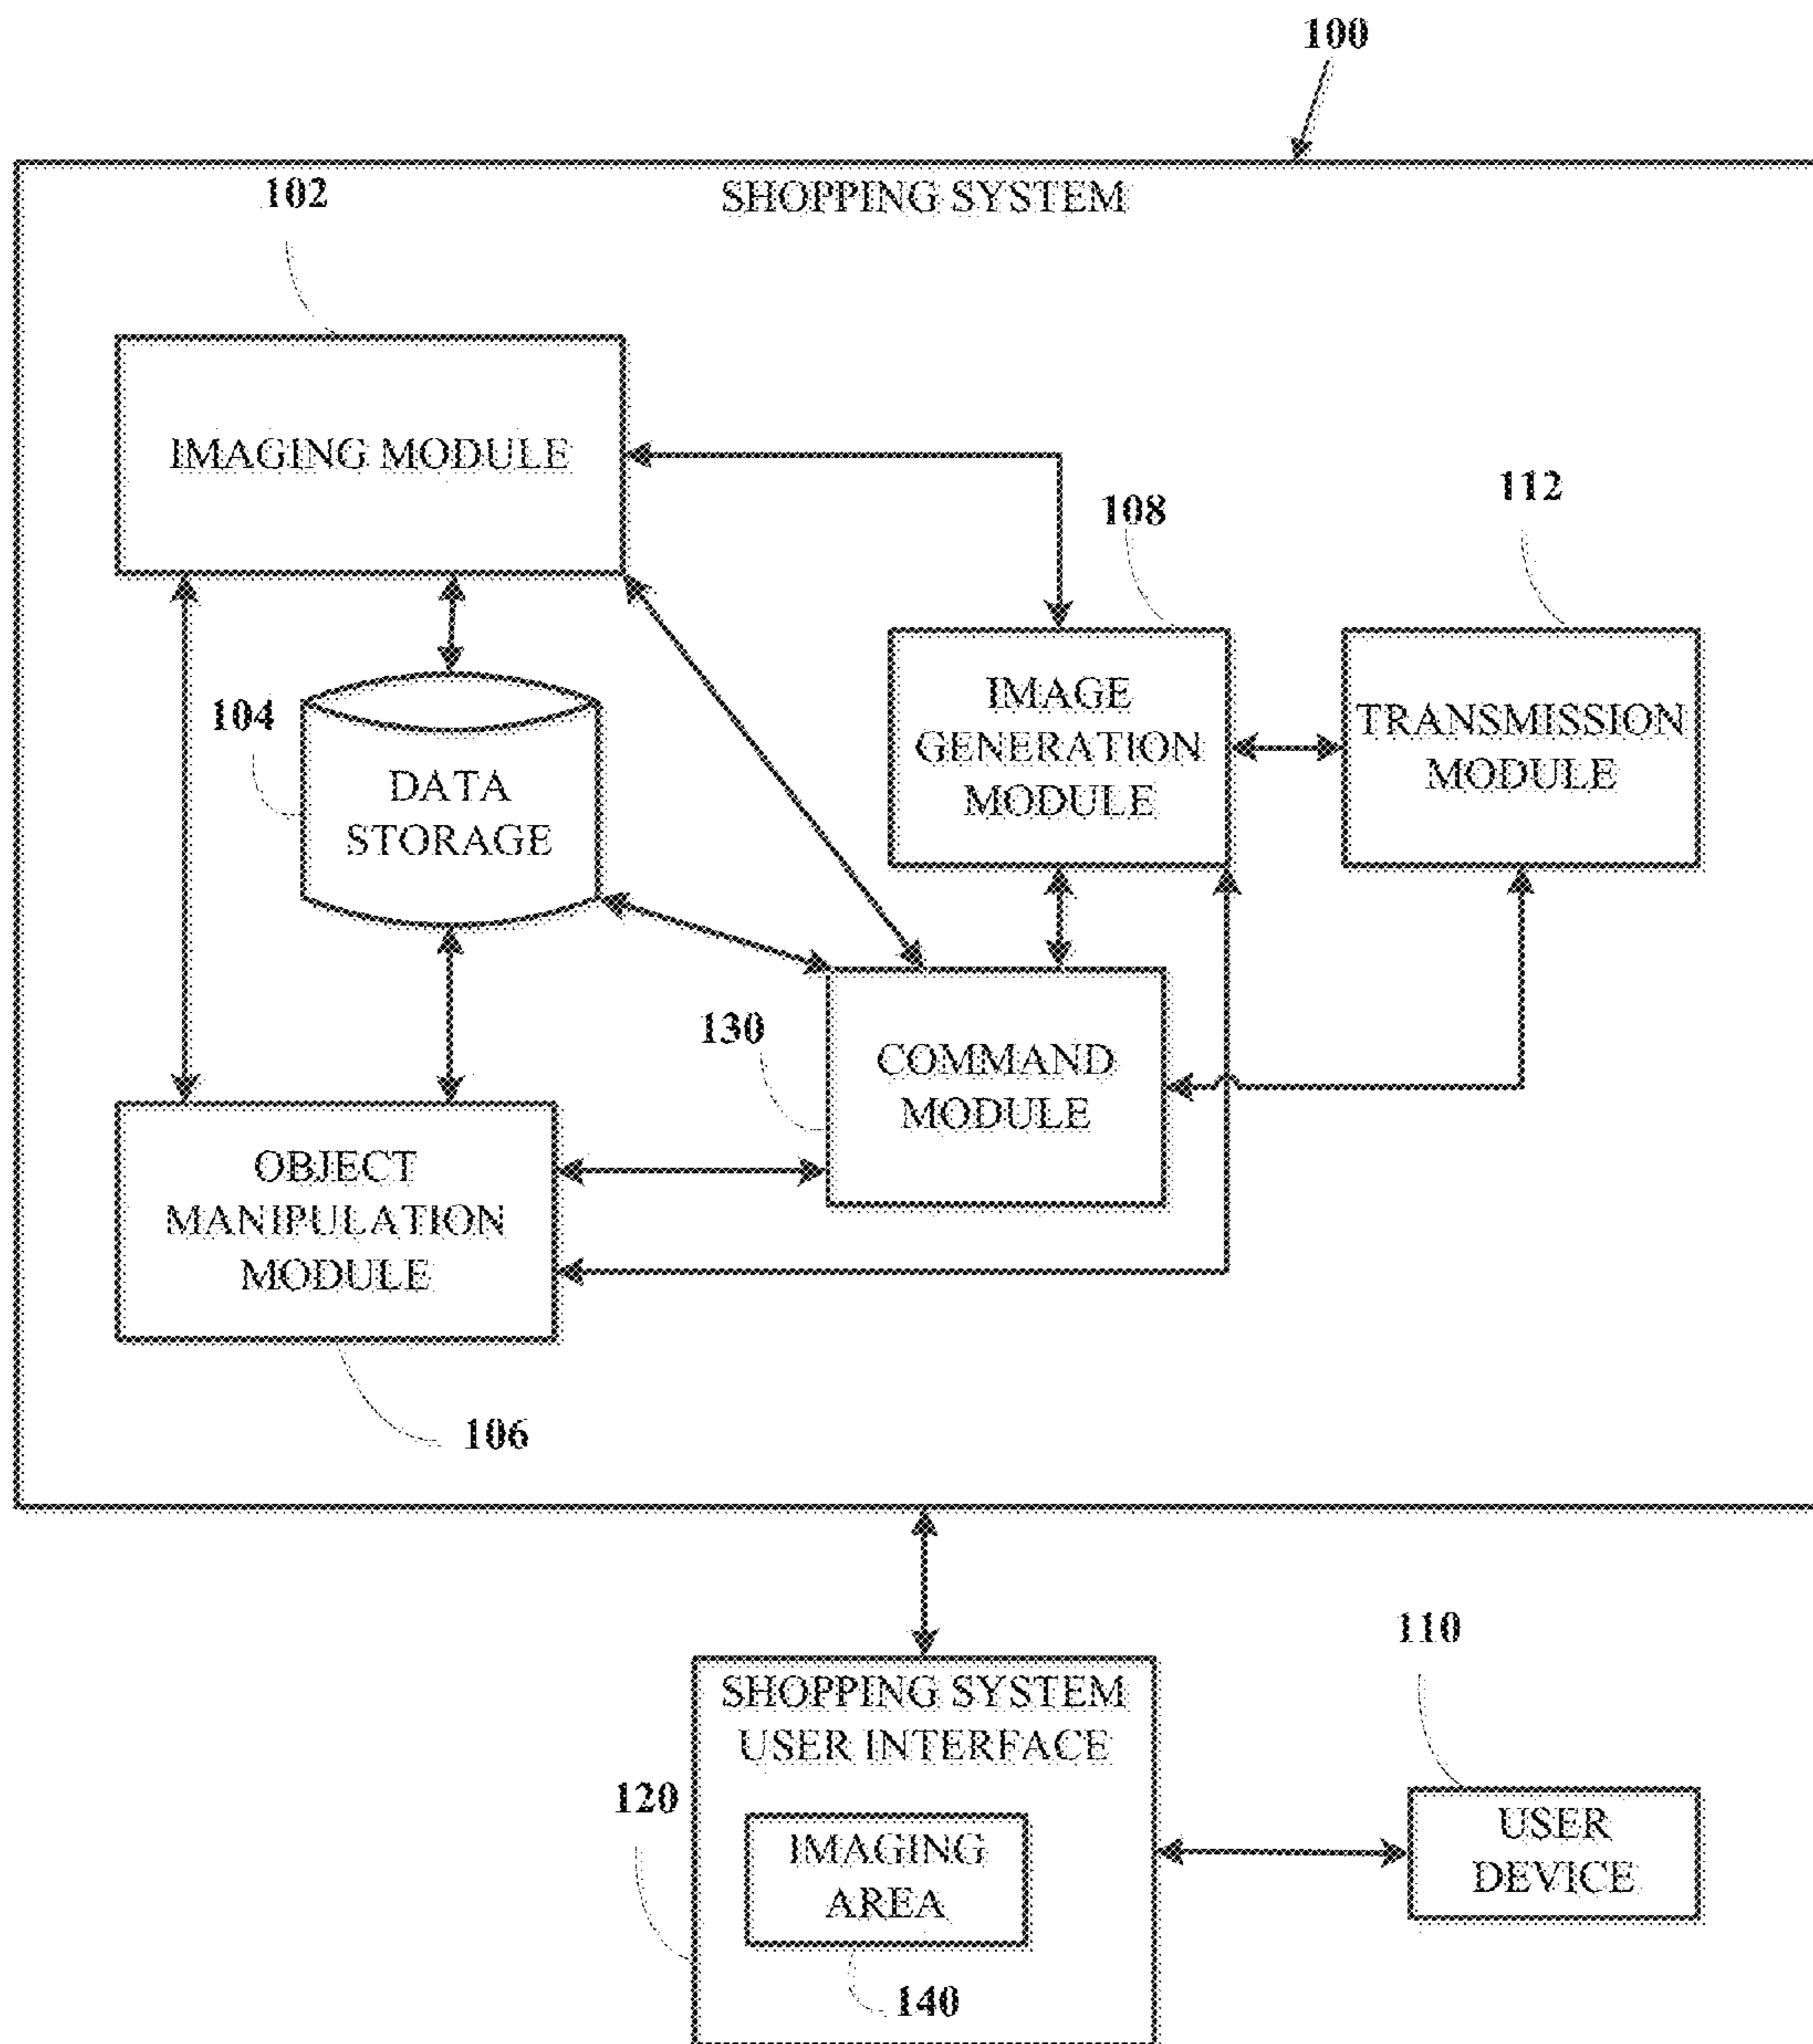 100
SHOPPING SYSTEM
102
IMAGING MODULE
108
112
104
DATA
STORAGE
IMAGE
GENERATION
MODULE
TRANSMISSION
MODULE
130
COMMAND
MODULE
OBJECT
MANIPULATION
MODULE
106
110
SHOPPING SYSTEM
USER INTERFACE
120
IMAGING
AREA
140
USER
DEVICE